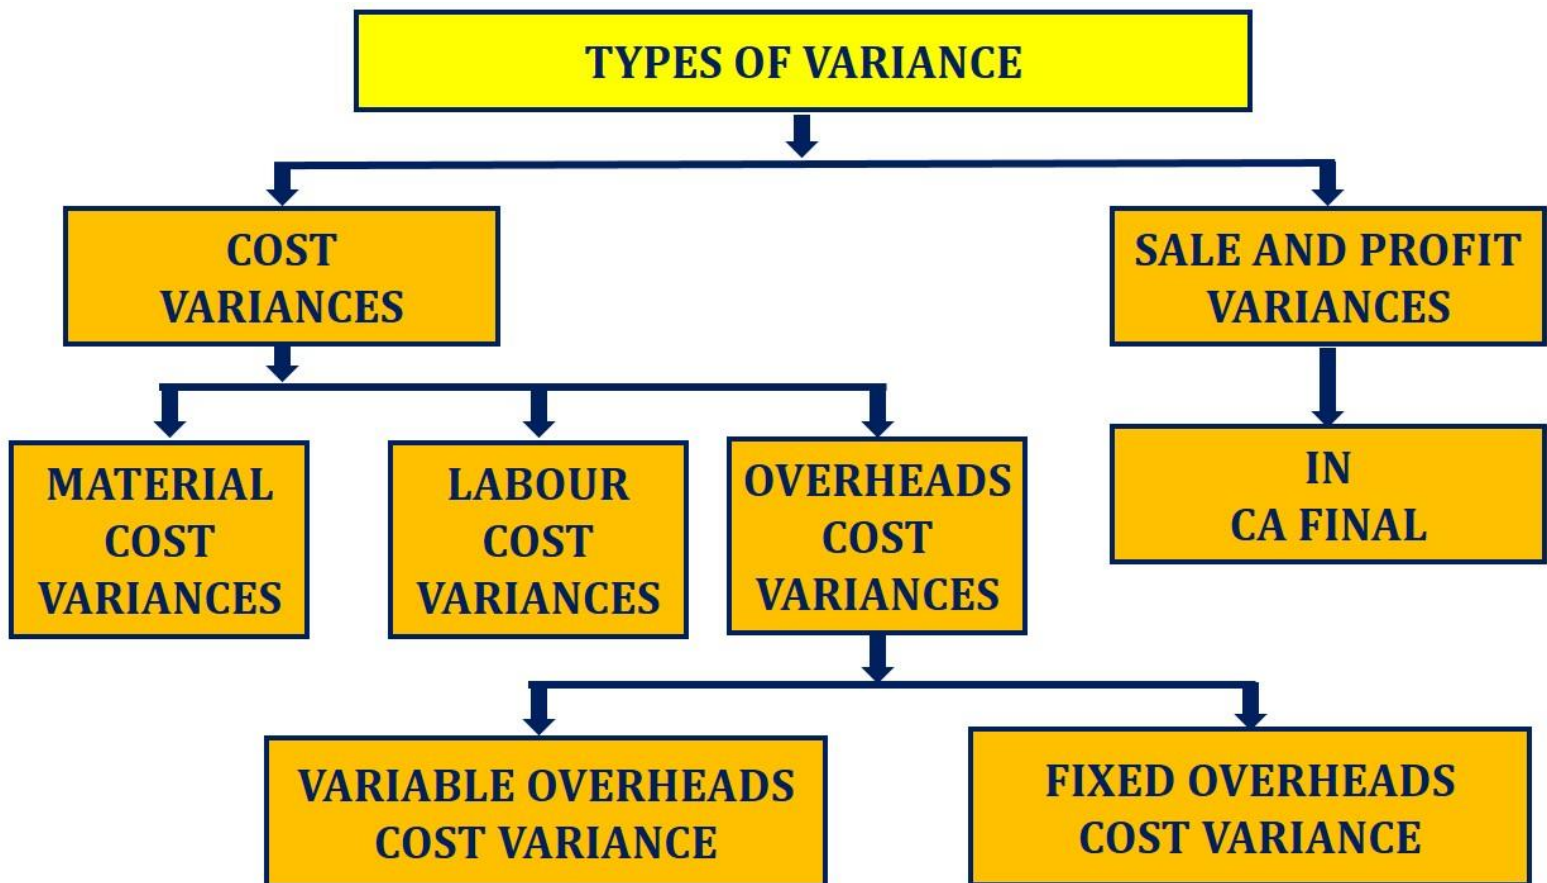 TYPES OF VARIANCE
COST
VARIANCES
SALE AND PROFIT
VARIANCES
MATERIAL
COST
VARIANCES
LABOUR
COST
VARIANCES
OVERHEADS
COST
VARIANCES
IN
CA FINAL
VARIABLE OVERHEADS
COST VARIANCE
FIXED OVERHEADS
COST VARIANCE